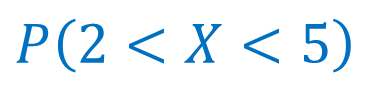 P(2 < X < 5)